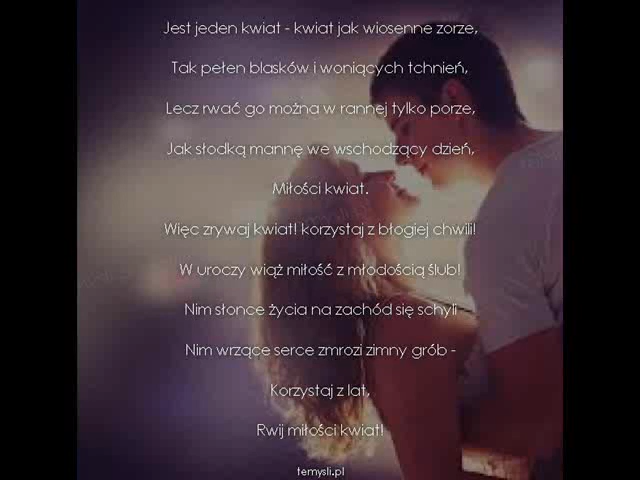 Jest jeden kwiat - kwiat jak wiosenne zorze,
Tak pełen blasków i woniących tchnień,
Lecz rwać go można w rannej tylko porze,
Jak słodką mannę we wschodzący dzień,
Miłości kwiat.
Więc zrywaj kwiat! korzystaj z błogiej chwili!
W uroczy wiąż miłość z młodością ślub!
Nim słonce życia na zachód się schyli
Nim wrzące serce zmrozi zimny grób -
Korzystaj z lat,
Rwij miłości kwiat!
temysli.pl